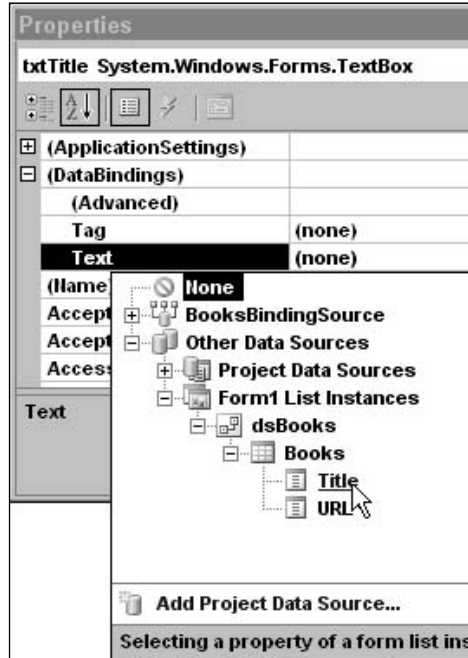 Properties
txtTitle System.Windows.Forms.TextBox
(ApplicationSettings)
(DataBindings)
(Advanced)
Tag (none)
Text (none)
(Name)
None
Accept
BooksBindingSource
Accept
Other Data Sources
Access
Project Data Sources
Form1 List Instances
Text
dsBooks
Books
Title
URL
Add Project Data Source...
Selecting a property of a form list ins